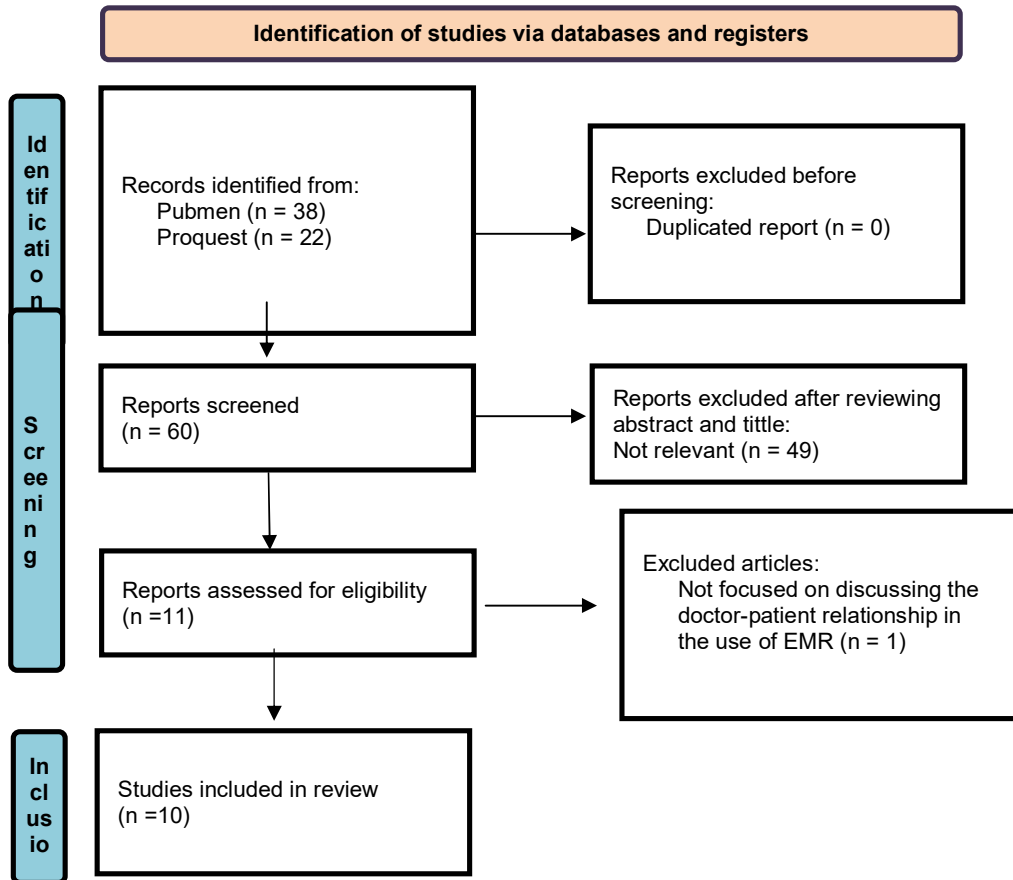 Identification of studies via databases and registers
Id
en
tif
ic
ati
o
n
Records identified from:
Pubmen (n = 38)
Proquest (n = 22)
Reports excluded before
screening:
Duplicated report (n = 0)
S
cr
ee
ni
n
g
Reports screened
(n = 60)
Reports excluded after reviewing
abstract and tittle:
Not relevant (n = 49)
Reports assessed for eligibility
(n =11)
Excluded articles:
Not focused on discussing the
doctor-patient relationship in
the use of EMR (n = 1)
In
cl
us
io
Studies included in review
(n =10)